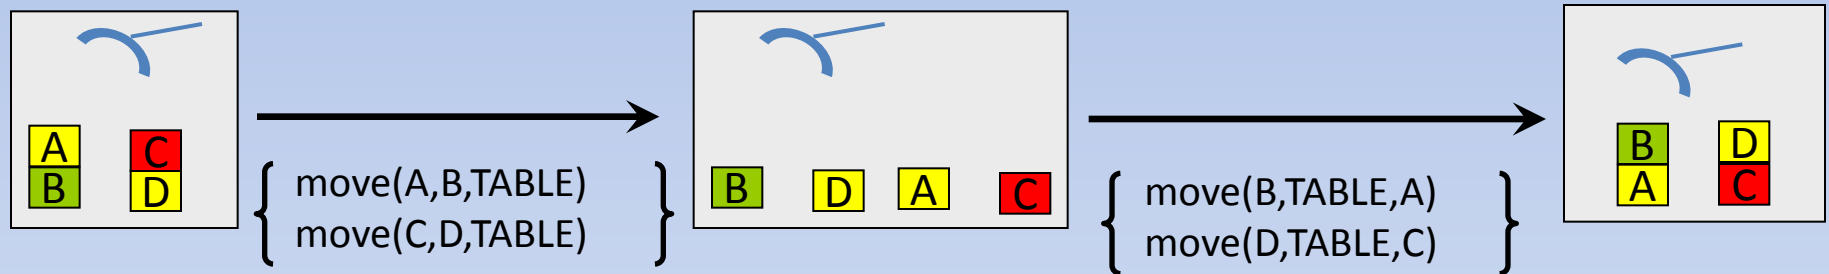 A
B
C
D
{ move(A,B,TABLE)
move(C,D,TABLE) }
B D A C
{ move(B,TABLE,A)
move(D,TABLE,C) }
B
A
D
C